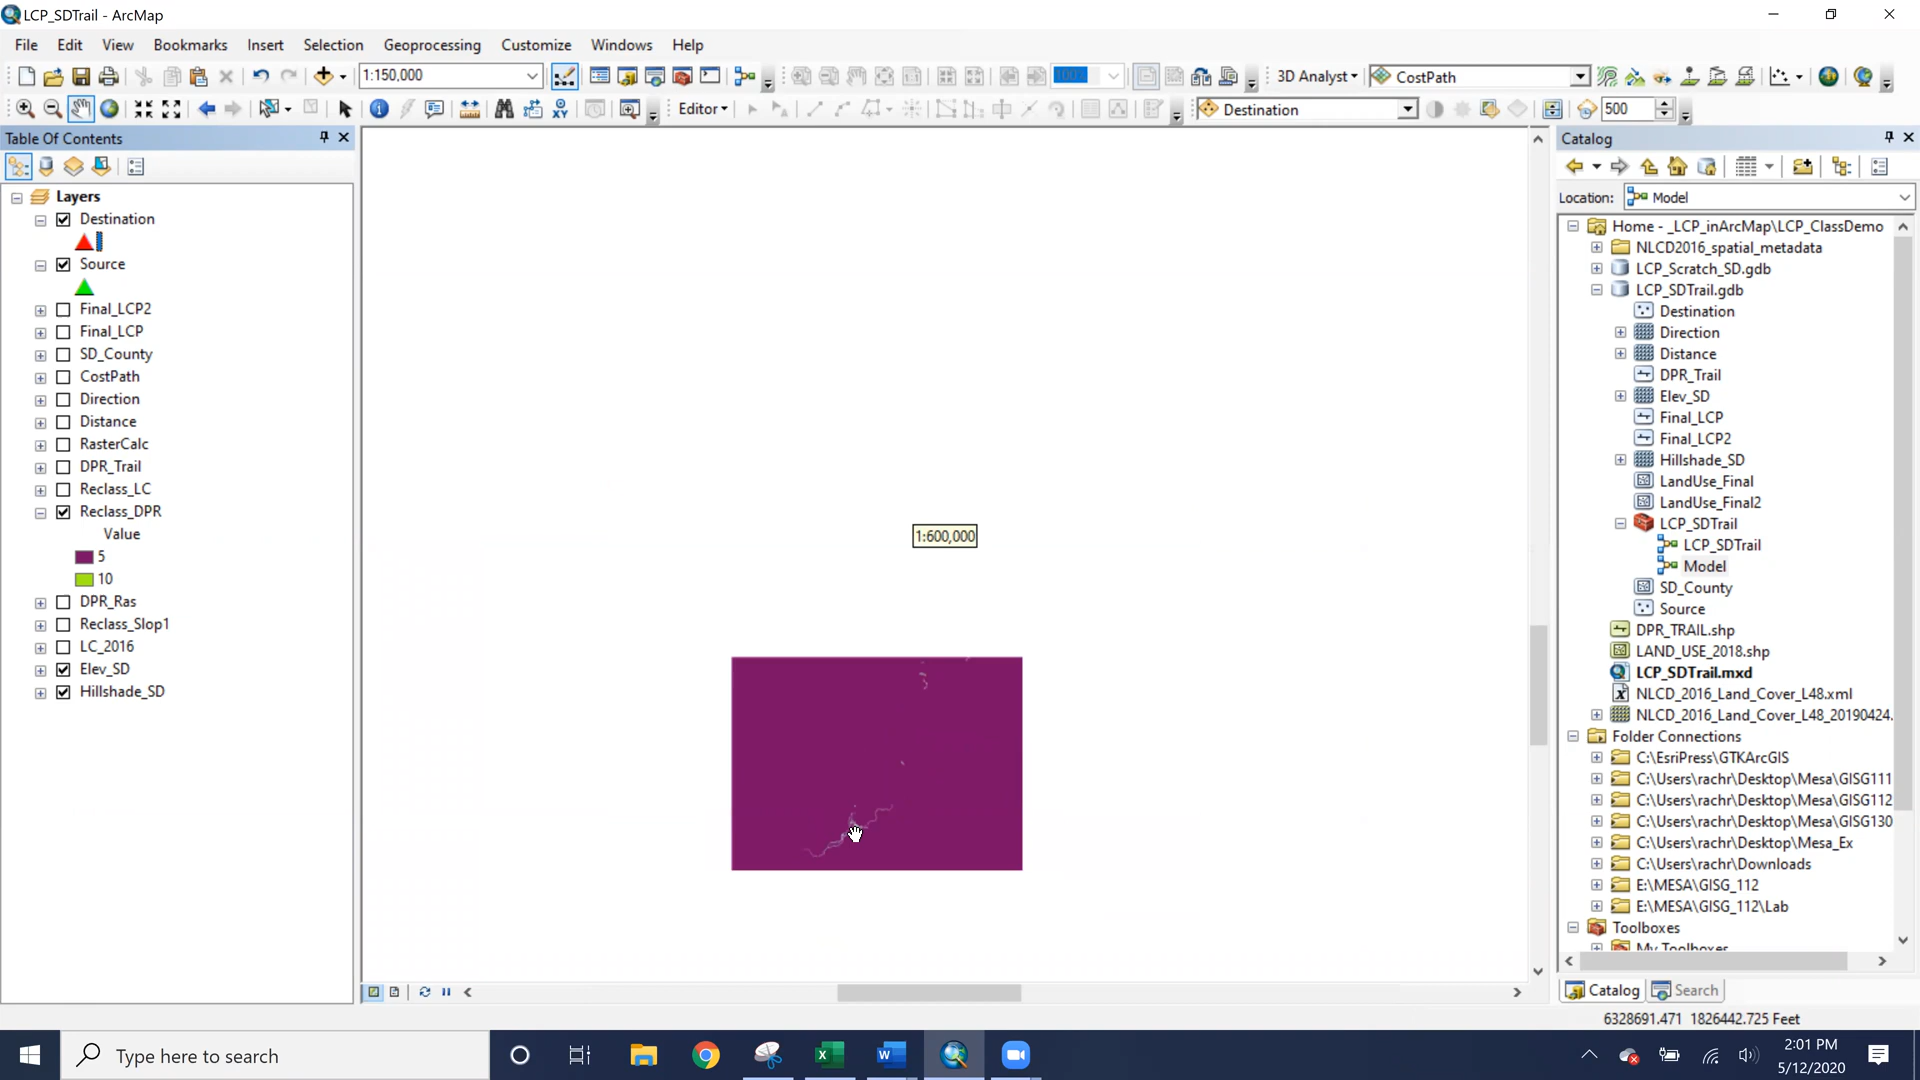 LCP_SDTrail - ArcMap
File Edit View Bookmarks Insert Selection Geoprocessing Customize Windows Help
1:150,000
100%
3D Analyst
CostPath
Editor
Destination
500
Table Of Contents
Layers
Destination
Source
Final_LCP2
Final_LCP
SD_County
CostPath
Direction
Distance
RasterCalc
DPR_Trail
Reclass_LC
Reclass_DPR
Value
5
10
DPR_Ras
Reclass_Slop1
LC_2016
Elev_SD
Hillshade_SD
1:600,000
Catalog
Location: Model
Home - _LCP_inArcMap\LCP_ClassDemo
NLCD2016_spatial_metadata
LCP_Scratch_SD.gdb
LCP_SDTrail.gdb
Destination
Direction
Distance
DPR_Trail
Elev_SD
Final_LCP
Final_LCP2
Hillshade_SD
LandUse_Final
LandUse_Final2
LCP_SDTrail
LCP_SDTrail
Model
SD_County
Source
DPR_TRAIL.shp
LAND_USE_2018.shp
LCP_SDTrail.mxd
NLCD_2016_Land_Cover_L48.xml
NLCD_2016_Land_Cover_L48_20190424.
Folder Connections
C:\EsriPress\GTKArcGIS
C:\Users\rachr\Desktop\Mesa\GISG111
C:\Users\rachr\Desktop\Mesa\GISG112
C:\Users\rachr\Desktop\Mesa\GISG130
C:\Users\rachr\Desktop\Mesa_Ex
C:\Users\rachr\Downloads
E:\MESA\GISG_112
E:\MESA\GISG_112\Lab
Toolboxes
My Toolboxes
Catalog Search
6328691.471 1826442.725 Feet
Type here to search
2:01 PM
5/12/2020